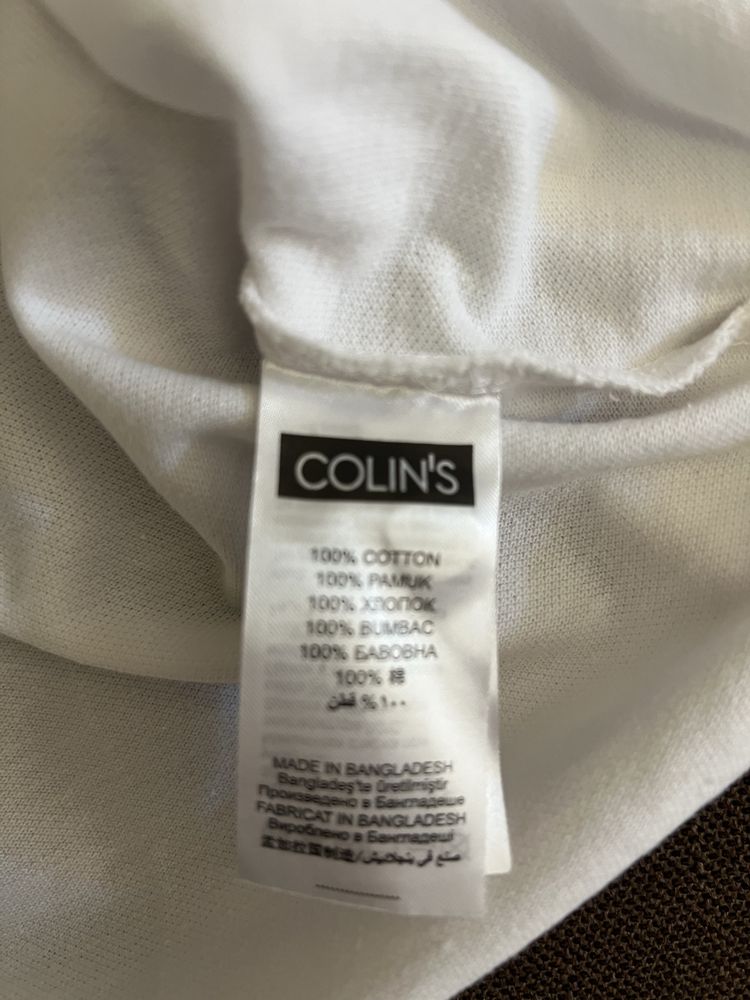 COLIN'S
100% COTTON
100% PAMUK
100% ХЛОПОК
100% BUMBAC
100% БАВОВНА
100% 棉
١٠٠% قطن
MADE IN BANGLADESH
Bangladeş'te üretilmiştir
Произведено в Бангладеше
FABRICAT IN BANGLADESH
Вироблено в Бангладеші
孟加拉国制造/صنع في بنجلاديش